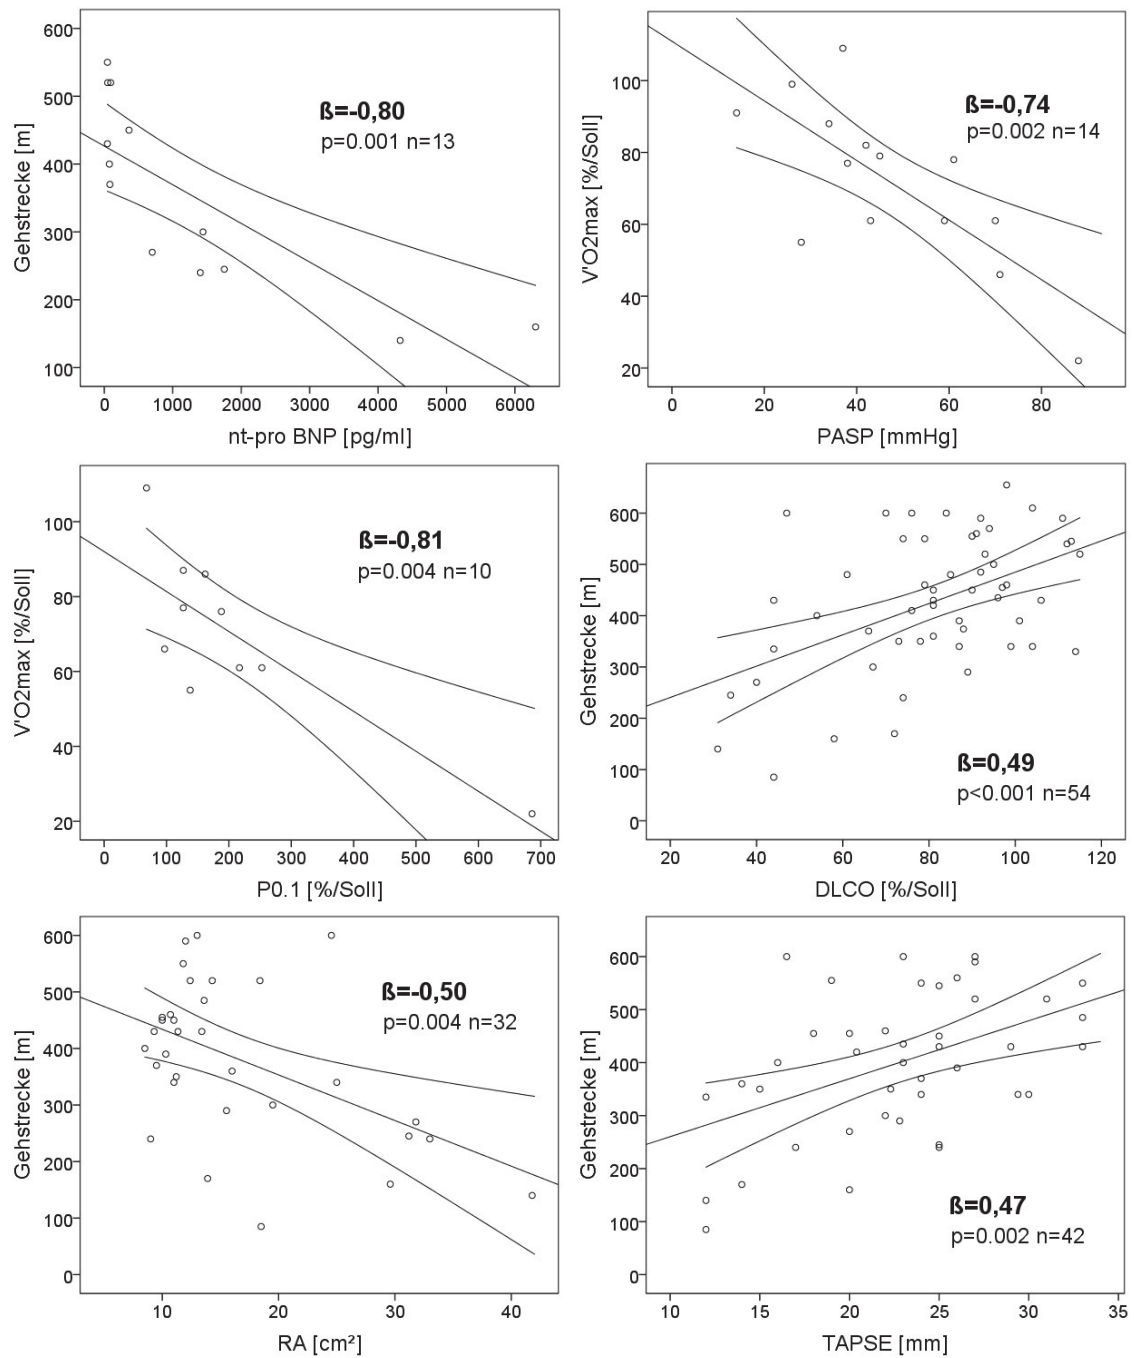 600
500
400
300
200
100
Gehstrecke [m]
ß=-0,80
p=0.001 n=13
0 1000 2000 3000 4000 5000 6000
nt-pro BNP [pg/ml]
100
80
60
40
20
V'O2max [%/Soll]
ß=-0,74
p=0.002 n=14
0 20 40 60 80
PASP [mmHg]
100
80
60
40
20
V'O2max [%/Soll]
ß=-0,81
p=0.004 n=10
0 100 200 300 400 500 600 700
P0.1 [%/Soll]
600
500
400
300
200
100
0
Gehstrecke [m]
ß=0,49
p<0.001 n=54
20 40 60 80 100 120
DLCO [%/Soll]
600
500
400
300
200
100
0
Gehstrecke [m]
ß=-0,50
p=0.004 n=32
10 20 30 40
RA [cm²]
600
500
400
300
200
100
0
Gehstrecke [m]
ß=0,47
p=0.002 n=42
10 15 20 25 30 35
TAPSE [mm]